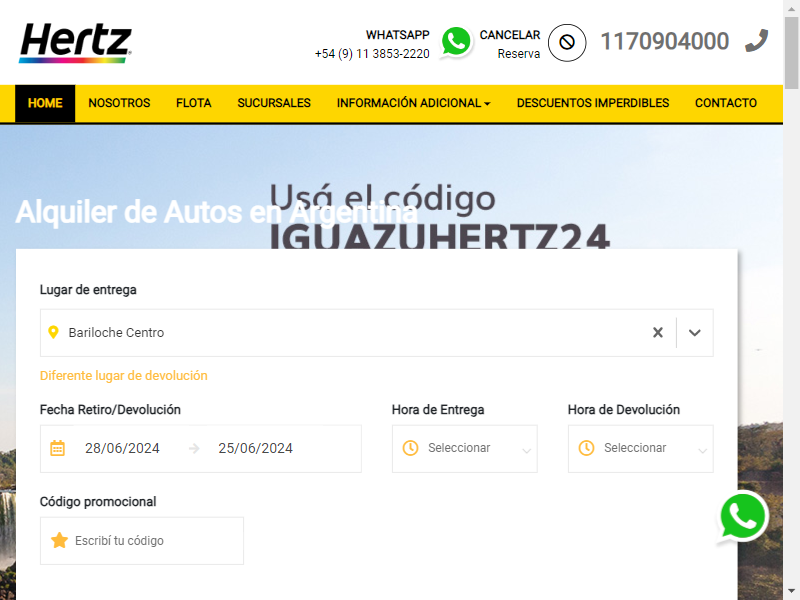 Hertz
WHATSAPP
+54 (9) 11 3853-2220
CANCELAR
Reserva
1170904000
HOME
NOSOTROS
FLOTA
SUCURSALES
INFORMACIÓN ADICIONAL
DESCUENTOS IMPERDIBLES
CONTACTO
Usá el código
Alquiler de Autos en Argentina
IGUAZUHERTZ24
Lugar de entrega
Bariloche Centro
Diferente lugar de devolución
Fecha Retiro/Devolución
Hora de Entrega
Hora de Devolución
28/06/2024
25/06/2024
Seleccionar
Seleccionar
Código promocional
Escribí tu código